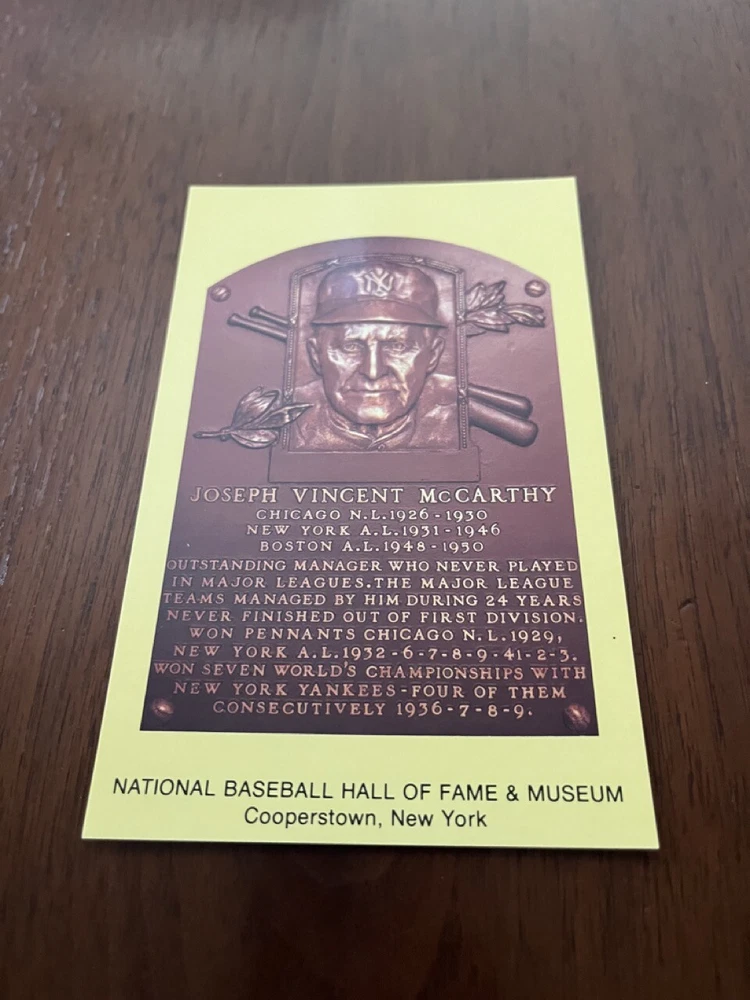 NY
JOSEPH VINCENT McCARTHY
CHICAGO N.L.1926-1930
NEW YORK A.L.1931-1946
BOSTON A.L.1948-1950
OUTSTANDING MANAGER WHO NEVER PLAYED
IN MAJOR LEAGUES.THE MAJOR LEAGUE
TEAMS MANAGED BY HIM DURING 24 YEARS
NEVER FINISHED OUT OF FIRST DIVISION.
WON PENNANTS CHICAGO N.L.1929,
NEW YORK A.L.1932-6-7-8-9-41-2-3.
WON SEVEN WORLD'S CHAMPIONSHIPS WITH
NEW YORK YANKEES-FOUR OF THEM
CONSECUTIVELY 1936-7-8-9.
NATIONAL BASEBALL HALL OF FAME & MUSEUM
Cooperstown, New York